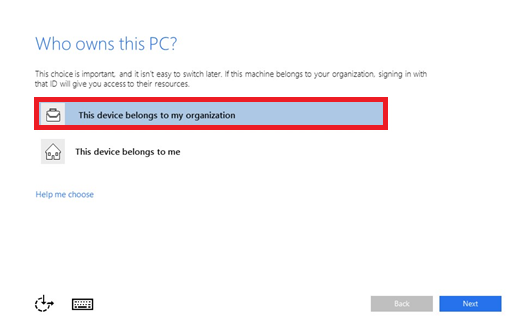 Who owns this PC?
This choice is important, and it isn't easy to switch later. If this machine belongs to your organization, signing in with
that ID will give you access to their resources.
This device belongs to my organization
This device belongs to me
Help me choose
Back
Next